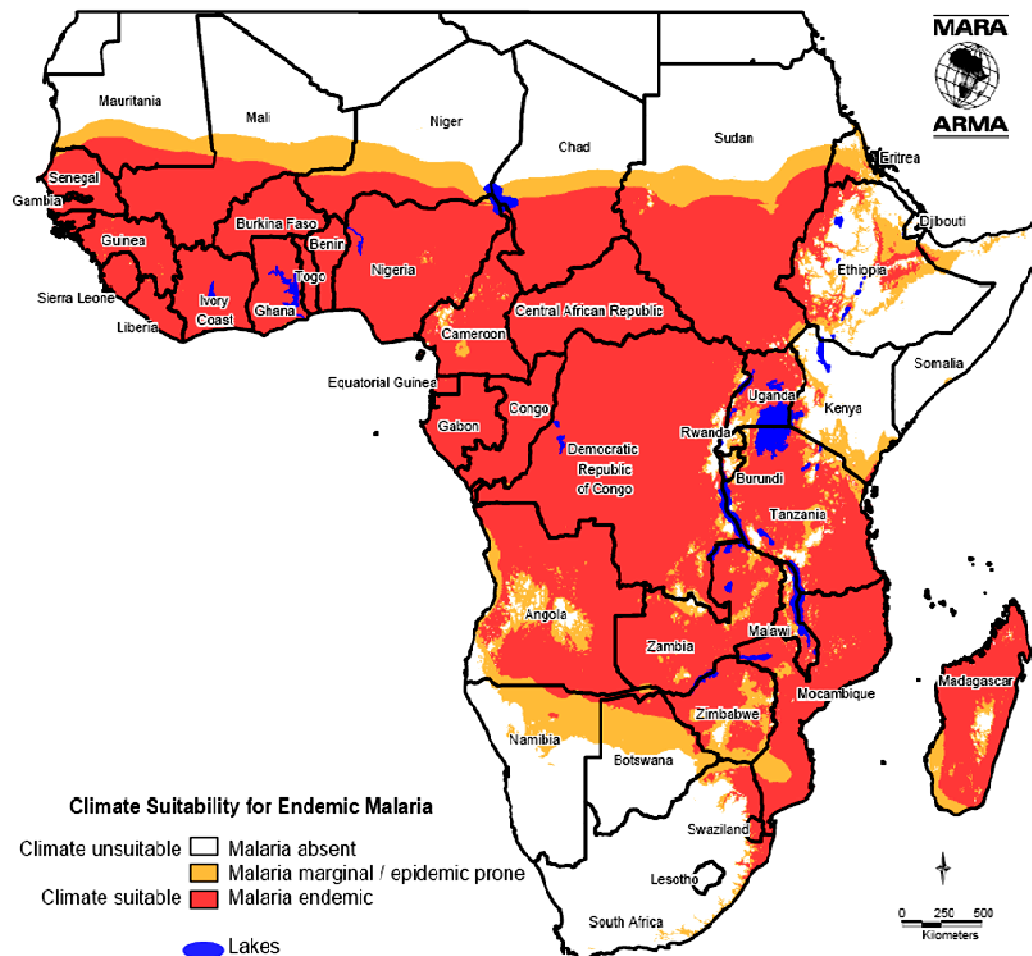 MARA
ARMA
Mauritania
Mali
Niger
Chad
Sudan
Eritrea
Senegal
Gambia
Djibouti
Burkina Faso
Guinea
Benin
Nigeria
Ethiopia
Togo
Sierra Leone
Ivory
Coast
Ghana
Central African Republic
Liberia
Cameroon
Somalia
Equatorial Guinea
Uganda
Kenya
Congo
Gabon
Rwanda
Democratic
Republic
of Congo
Burundi
Tanzania
Angola
Malawi
Zambia
Madagascar
Mocambique
Zimbabwe
Namibia
Botswana
Swaziland
Lesotho
South Africa
Climate Suitability for Endemic Malaria
Climate unsuitable Malaria absent
Malaria marginal / epidemic prone
Climate suitable Malaria endemic
Lakes
0 250 500
Kilometers